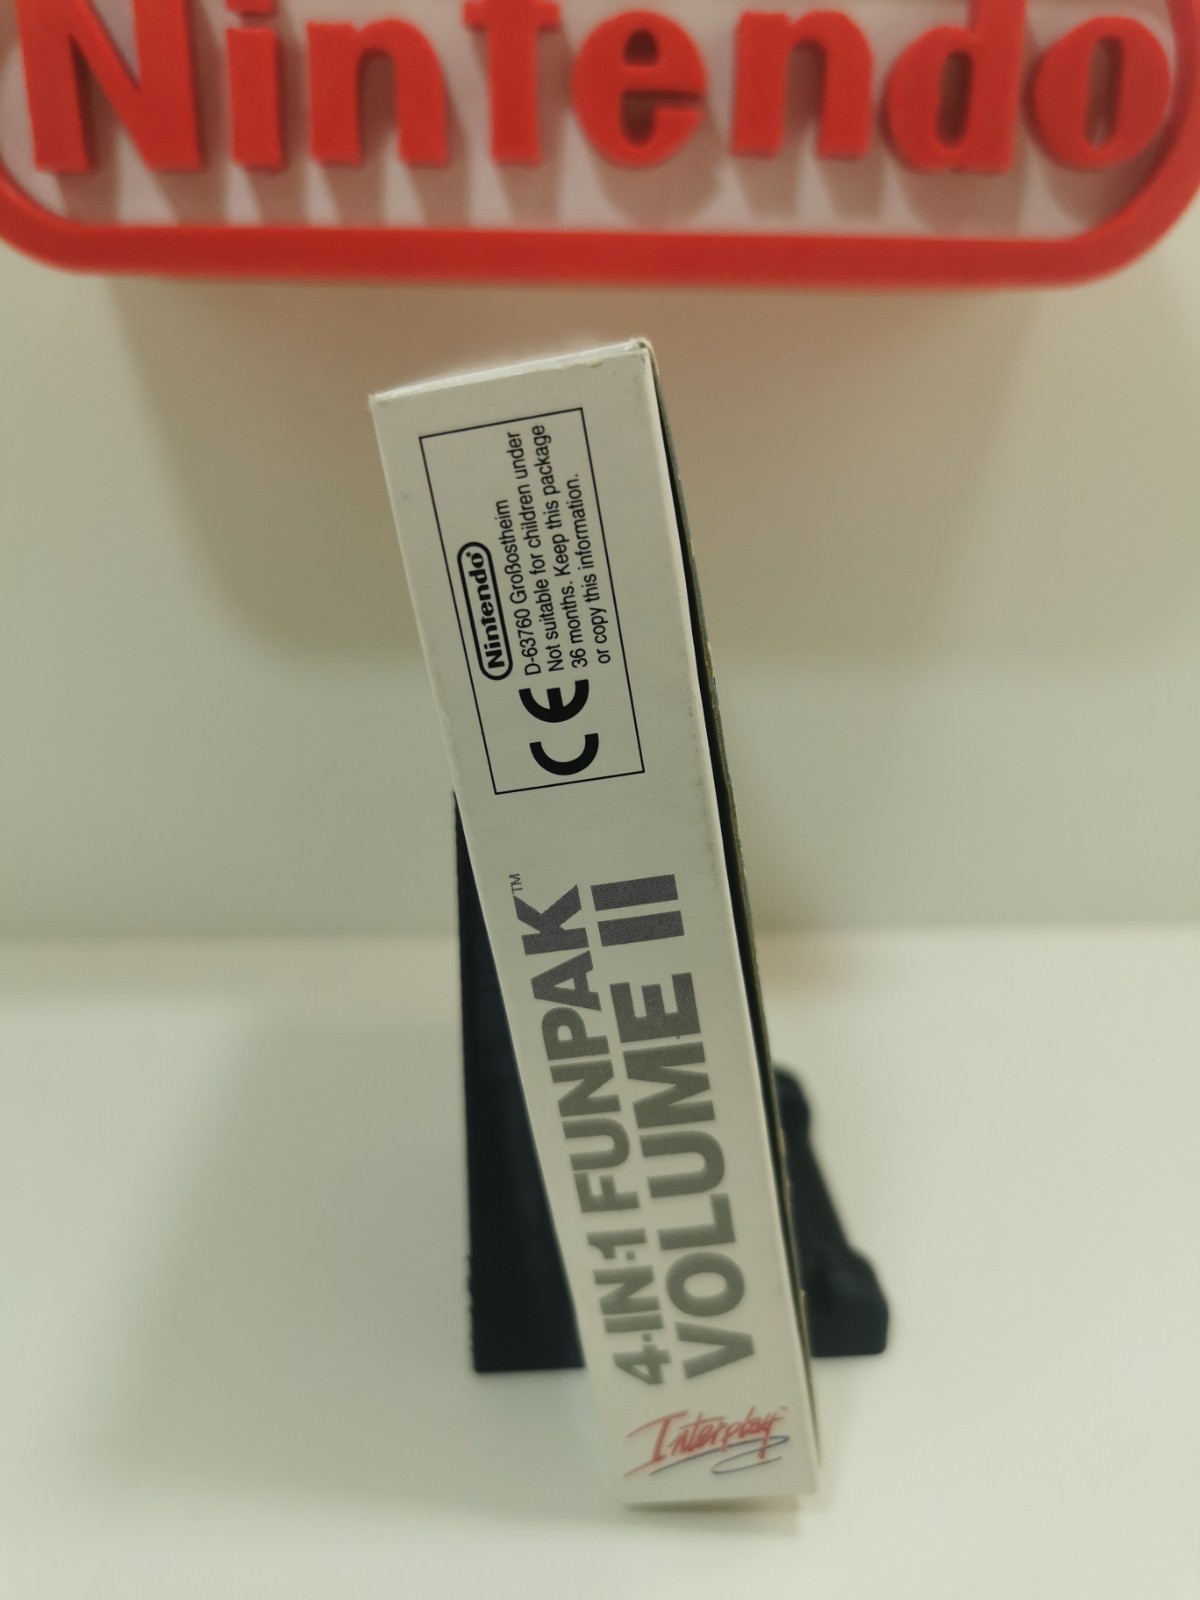 Nintendo
Nintendo®
D-63760 Großostheim
Not suitable for children under
36 months. Keep this package
or copy this information.
CE
4-IN-1 FUNPAK™
VOLUME II
Interplay™